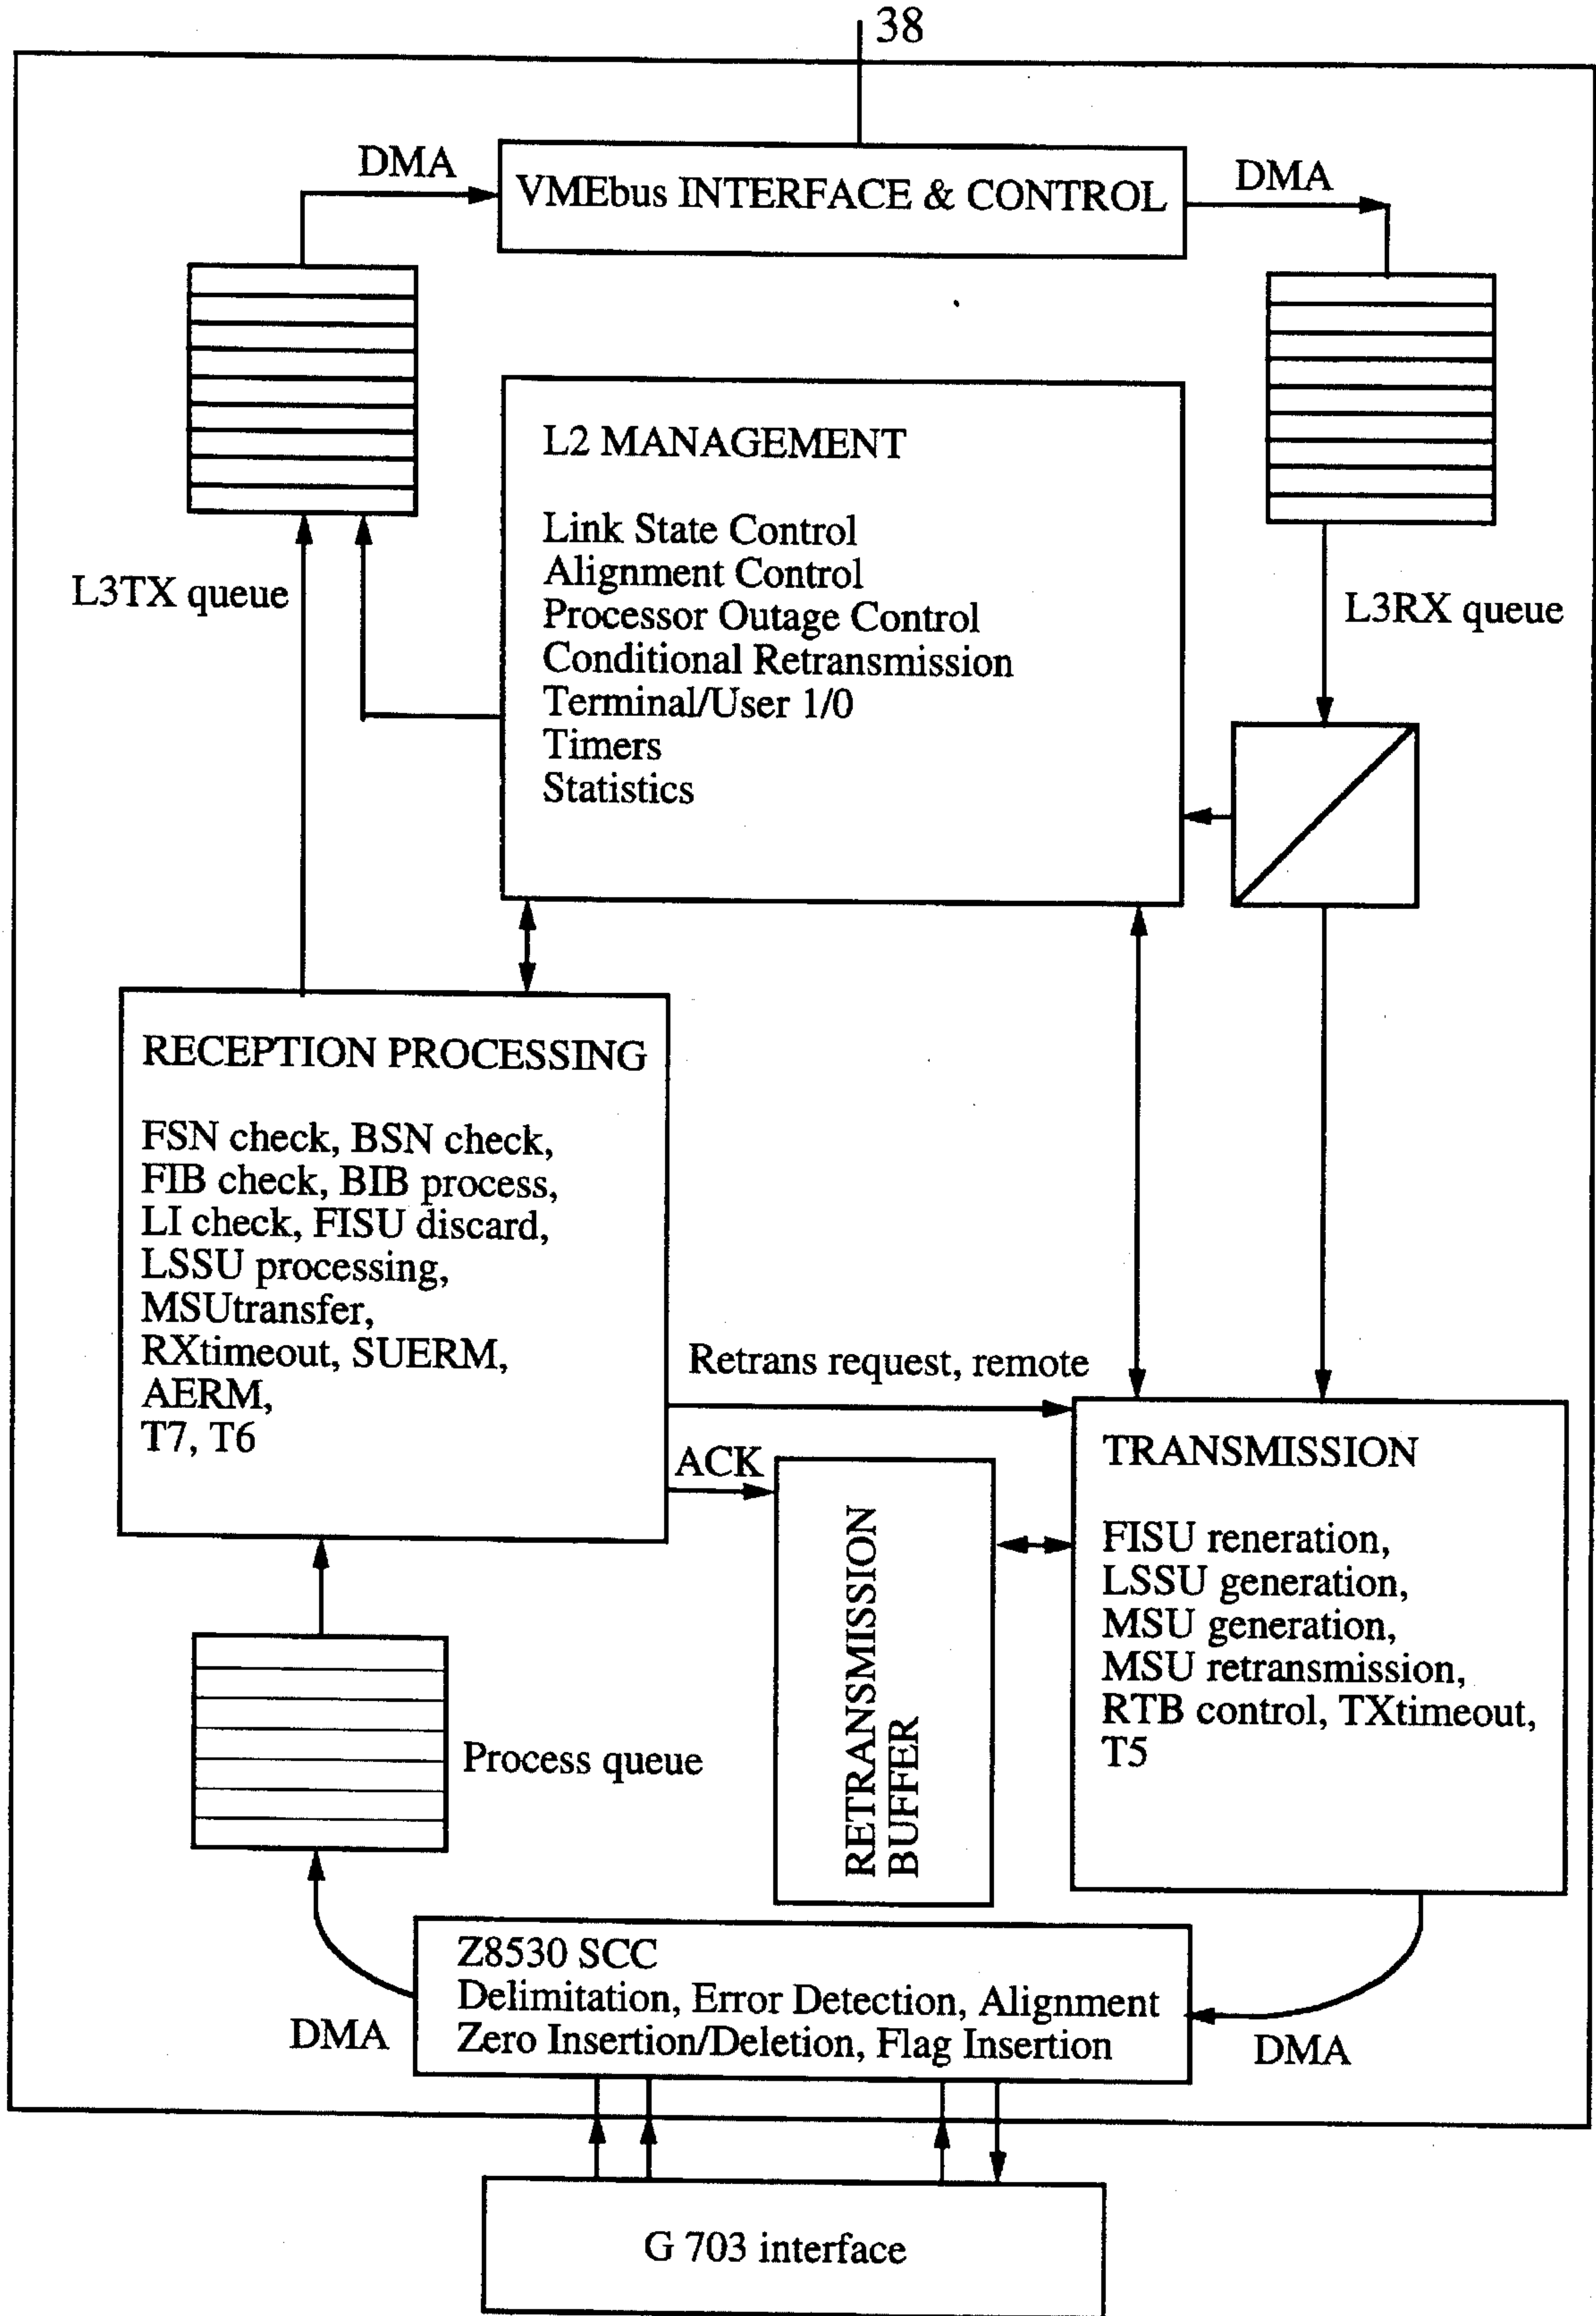 38
DMA
VMEbus INTERFACE & CONTROL
DMA
L2 MANAGEMENT
Link State Control
Alignment Control
Processor Outage Control
Conditional Retransmission
Terminal/User 1/0
Timers
Statistics
L3TX queue
L3RX queue
RECEPTION PROCESSING
FSN check, BSN check,
FIB check, BIB process,
LI check, FISU discard,
LSSU processing,
MSUtransfer,
RXtimeout, SUERM,
AERM,
T7, T6
Retrans request, remote
ACK
RETRANSMISSION
BUFFER
TRANSMISSION
FISU reneration,
LSSU generation,
MSU generation,
MSU retransmission,
RTB control, TXtimeout,
T5
Process queue
Z8530 SCC
Delimitation, Error Detection, Alignment
Zero Insertion/Deletion, Flag Insertion
DMA
DMA
G 703 interface